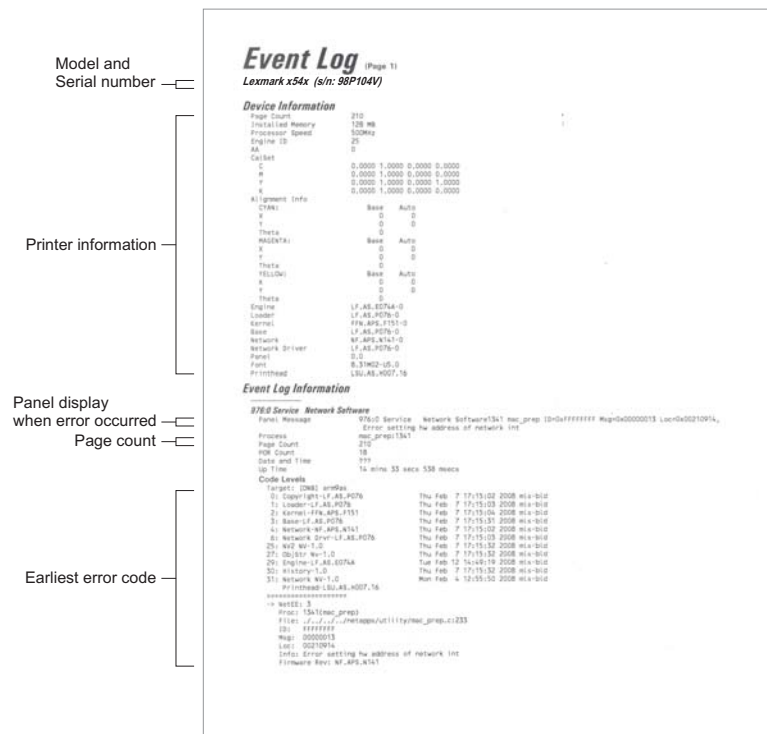 Model and
Serial number
Printer information
Panel display
when error occurred
Page count
Earliest error code
Event Log (Page 1)
Lexmark x54x (s/n: 98P104V)
Device Information
Page Count 210
Installed Memory 128 MB
Processor Speed 500MHz
Engine ID 25
AA 0
CalSet
C 0.0000 1.0000 0.0000 0.0000
M 0.0000 1.0000 0.0000 0.0000
Y 0.0000 1.0000 0.0000 1.0000
K 0.0000 1.0000 0.0000 0.0000
Alignment Info
CYAN: Base Auto
X 0 0
Y 0 0
Theta 0
MAGENTA: Base Auto
X 0 0
Y 0 0
Theta 0
YELLOW: Base Auto
X 0 0
Y 0 0
Theta 0
Engine LF.AS.E074A-0
Loader LF.AS.P076-0
Kernel FFN.APS.F151-0
Base LF.AS.P076-0
Network NF.APS.N141-0
Network Driver LF.AS.P076-0
Panel 0.0
Font 8.31M02-U5.0
Printhead LSU.AS.H007.16
Event Log Information
976:0 Service Network Software
Panel Message 976:0 Service Network Software1341 mac_prep ID=0xFFFFFFFF Msg=0x00000013 Loc=0x00210914,
Error setting hw address of network int
Process mac_prep:1341
Page Count 210
POR Count 18
Date and Time ???
Up Time 14 mins 33 secs 538 msecs
Code Levels
Target: (DN8) arm9as
0: Copyright-LF.AS.P076 Thu Feb 7 17:15:02 2008 mis-bld
1: Loader-LF.AS.P076 Thu Feb 7 17:15:03 2008 mis-bld
2: Kernel-FFN.APS.F151 Thu Feb 7 17:15:04 2008 mis-bld
3: Base-LF.AS.P076 Thu Feb 7 17:15:31 2008 mis-bld
4: Network-NF.APS.N141 Thu Feb 7 17:15:02 2008 mis-bld
6: Network Drvr-LF.AS.P076 Thu Feb 7 17:15:03 2008 mis-bld
25: NV2 NV-1.0 Thu Feb 7 17:15:32 2008 mis-bld
27: ObjStr Nv-1.0 Thu Feb 7 17:15:32 2008 mis-bld
29: Engine-LF.AS.E074A Tue Feb 12 14:49:19 2008 mis-bld
30: History-1.0 Thu Feb 7 17:15:32 2008 mis-bld
31: Network NV-1.0 Mon Feb 4 12:55:50 2008 mis-bld
Printhead-LSU.AS.H007.16
====================
-> NetEE: 3
Proc: 1341(mac_prep)
File: ./../../../netapps/utility/mac_prep.c:233
ID: FFFFFFFF
Msg: 00000013
Loc: 00210914
Info: Error setting hw address of network int
Firmware Rev: NF.APS.N141